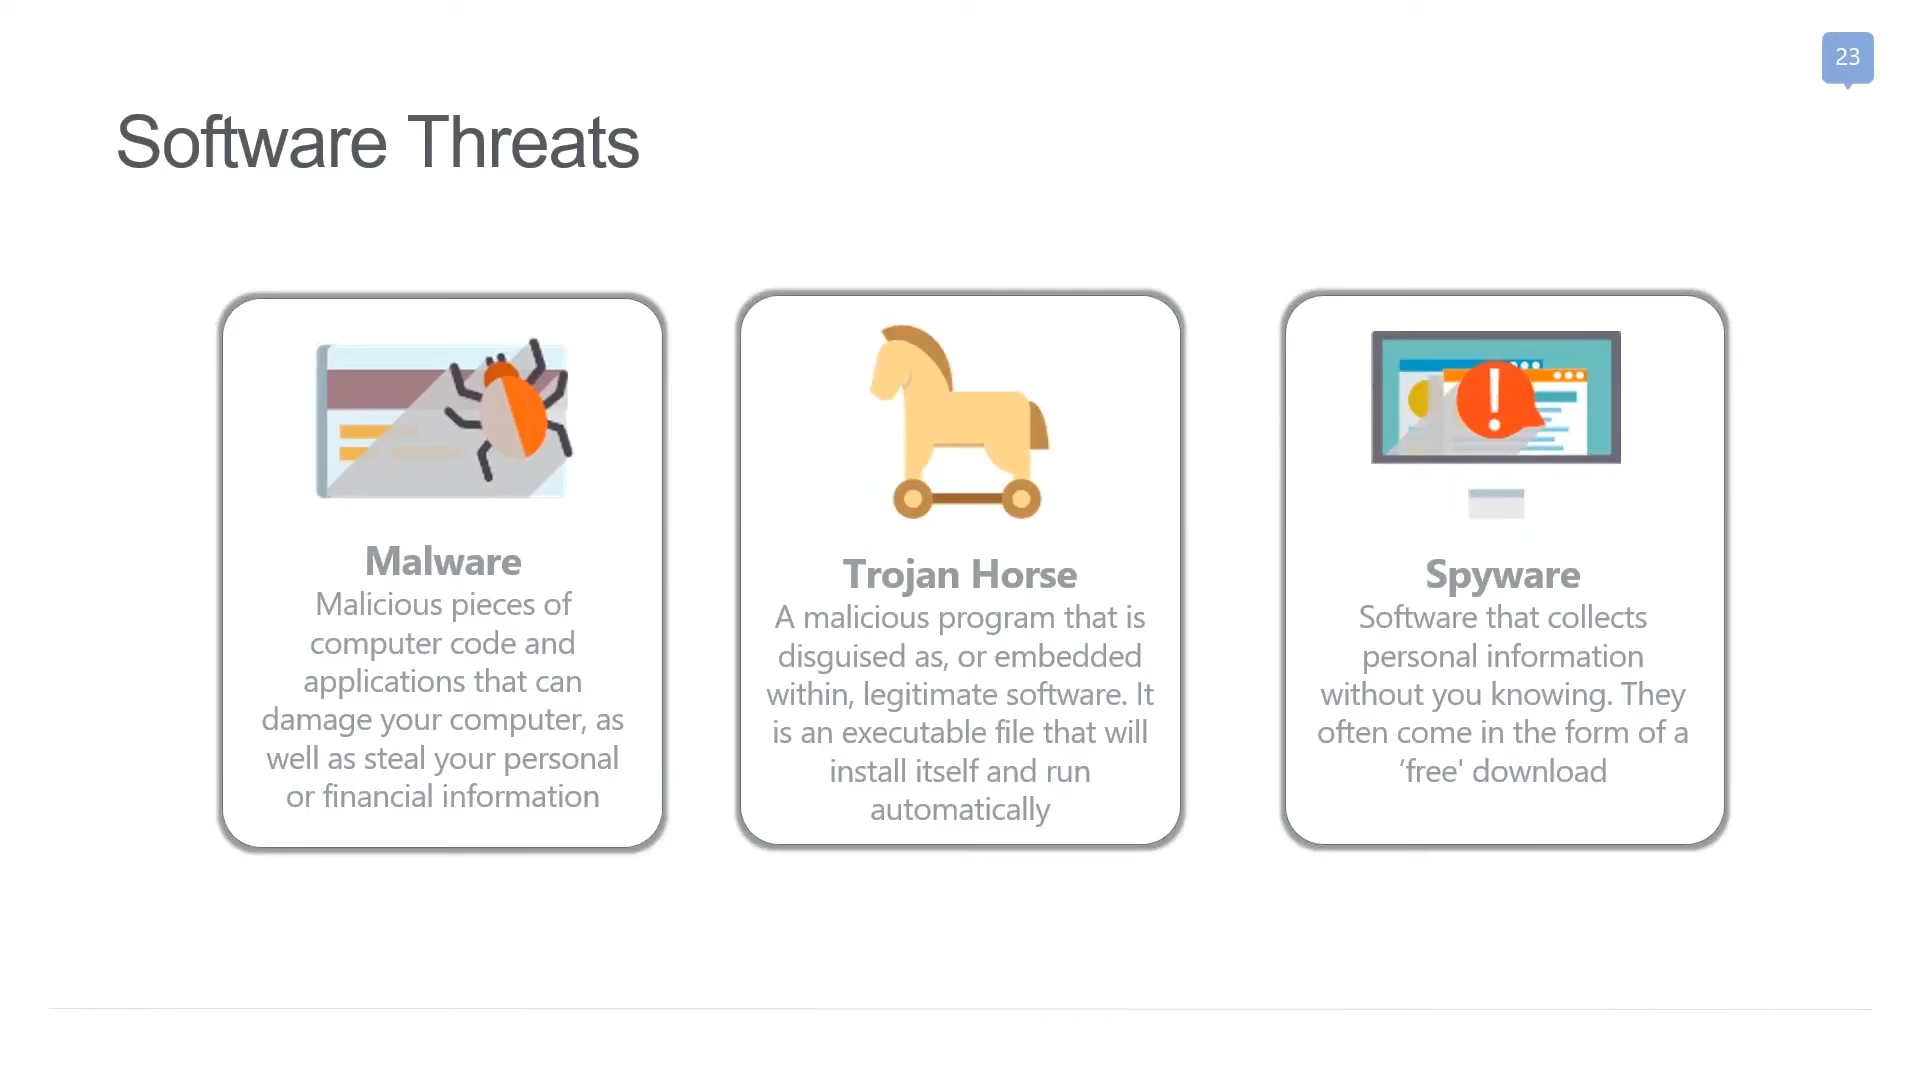 23
Software Threats
Malware
Malicious pieces of
computer code and
applications that can
damage your computer, as
well as steal your personal
or financial information
Trojan Horse
A malicious program that is
disguised as, or embedded
within, legitimate software. It
is an executable file that will
install itself and run
automatically
Spyware
Software that collects
personal information
without you knowing. They
often come in the form of a
‘free' download